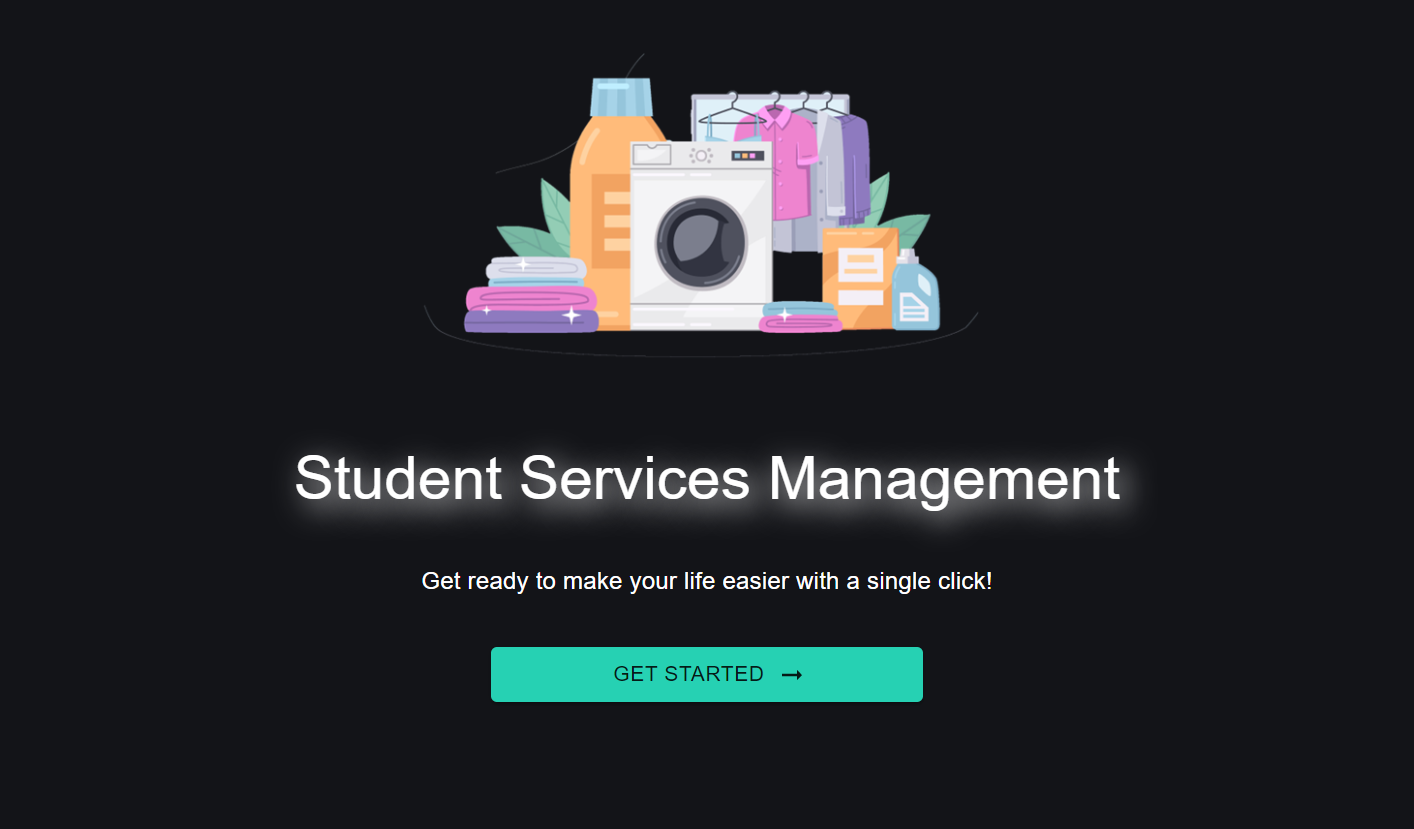 Student Services Management
Get ready to make your life easier with a single click!
GET STARTED →